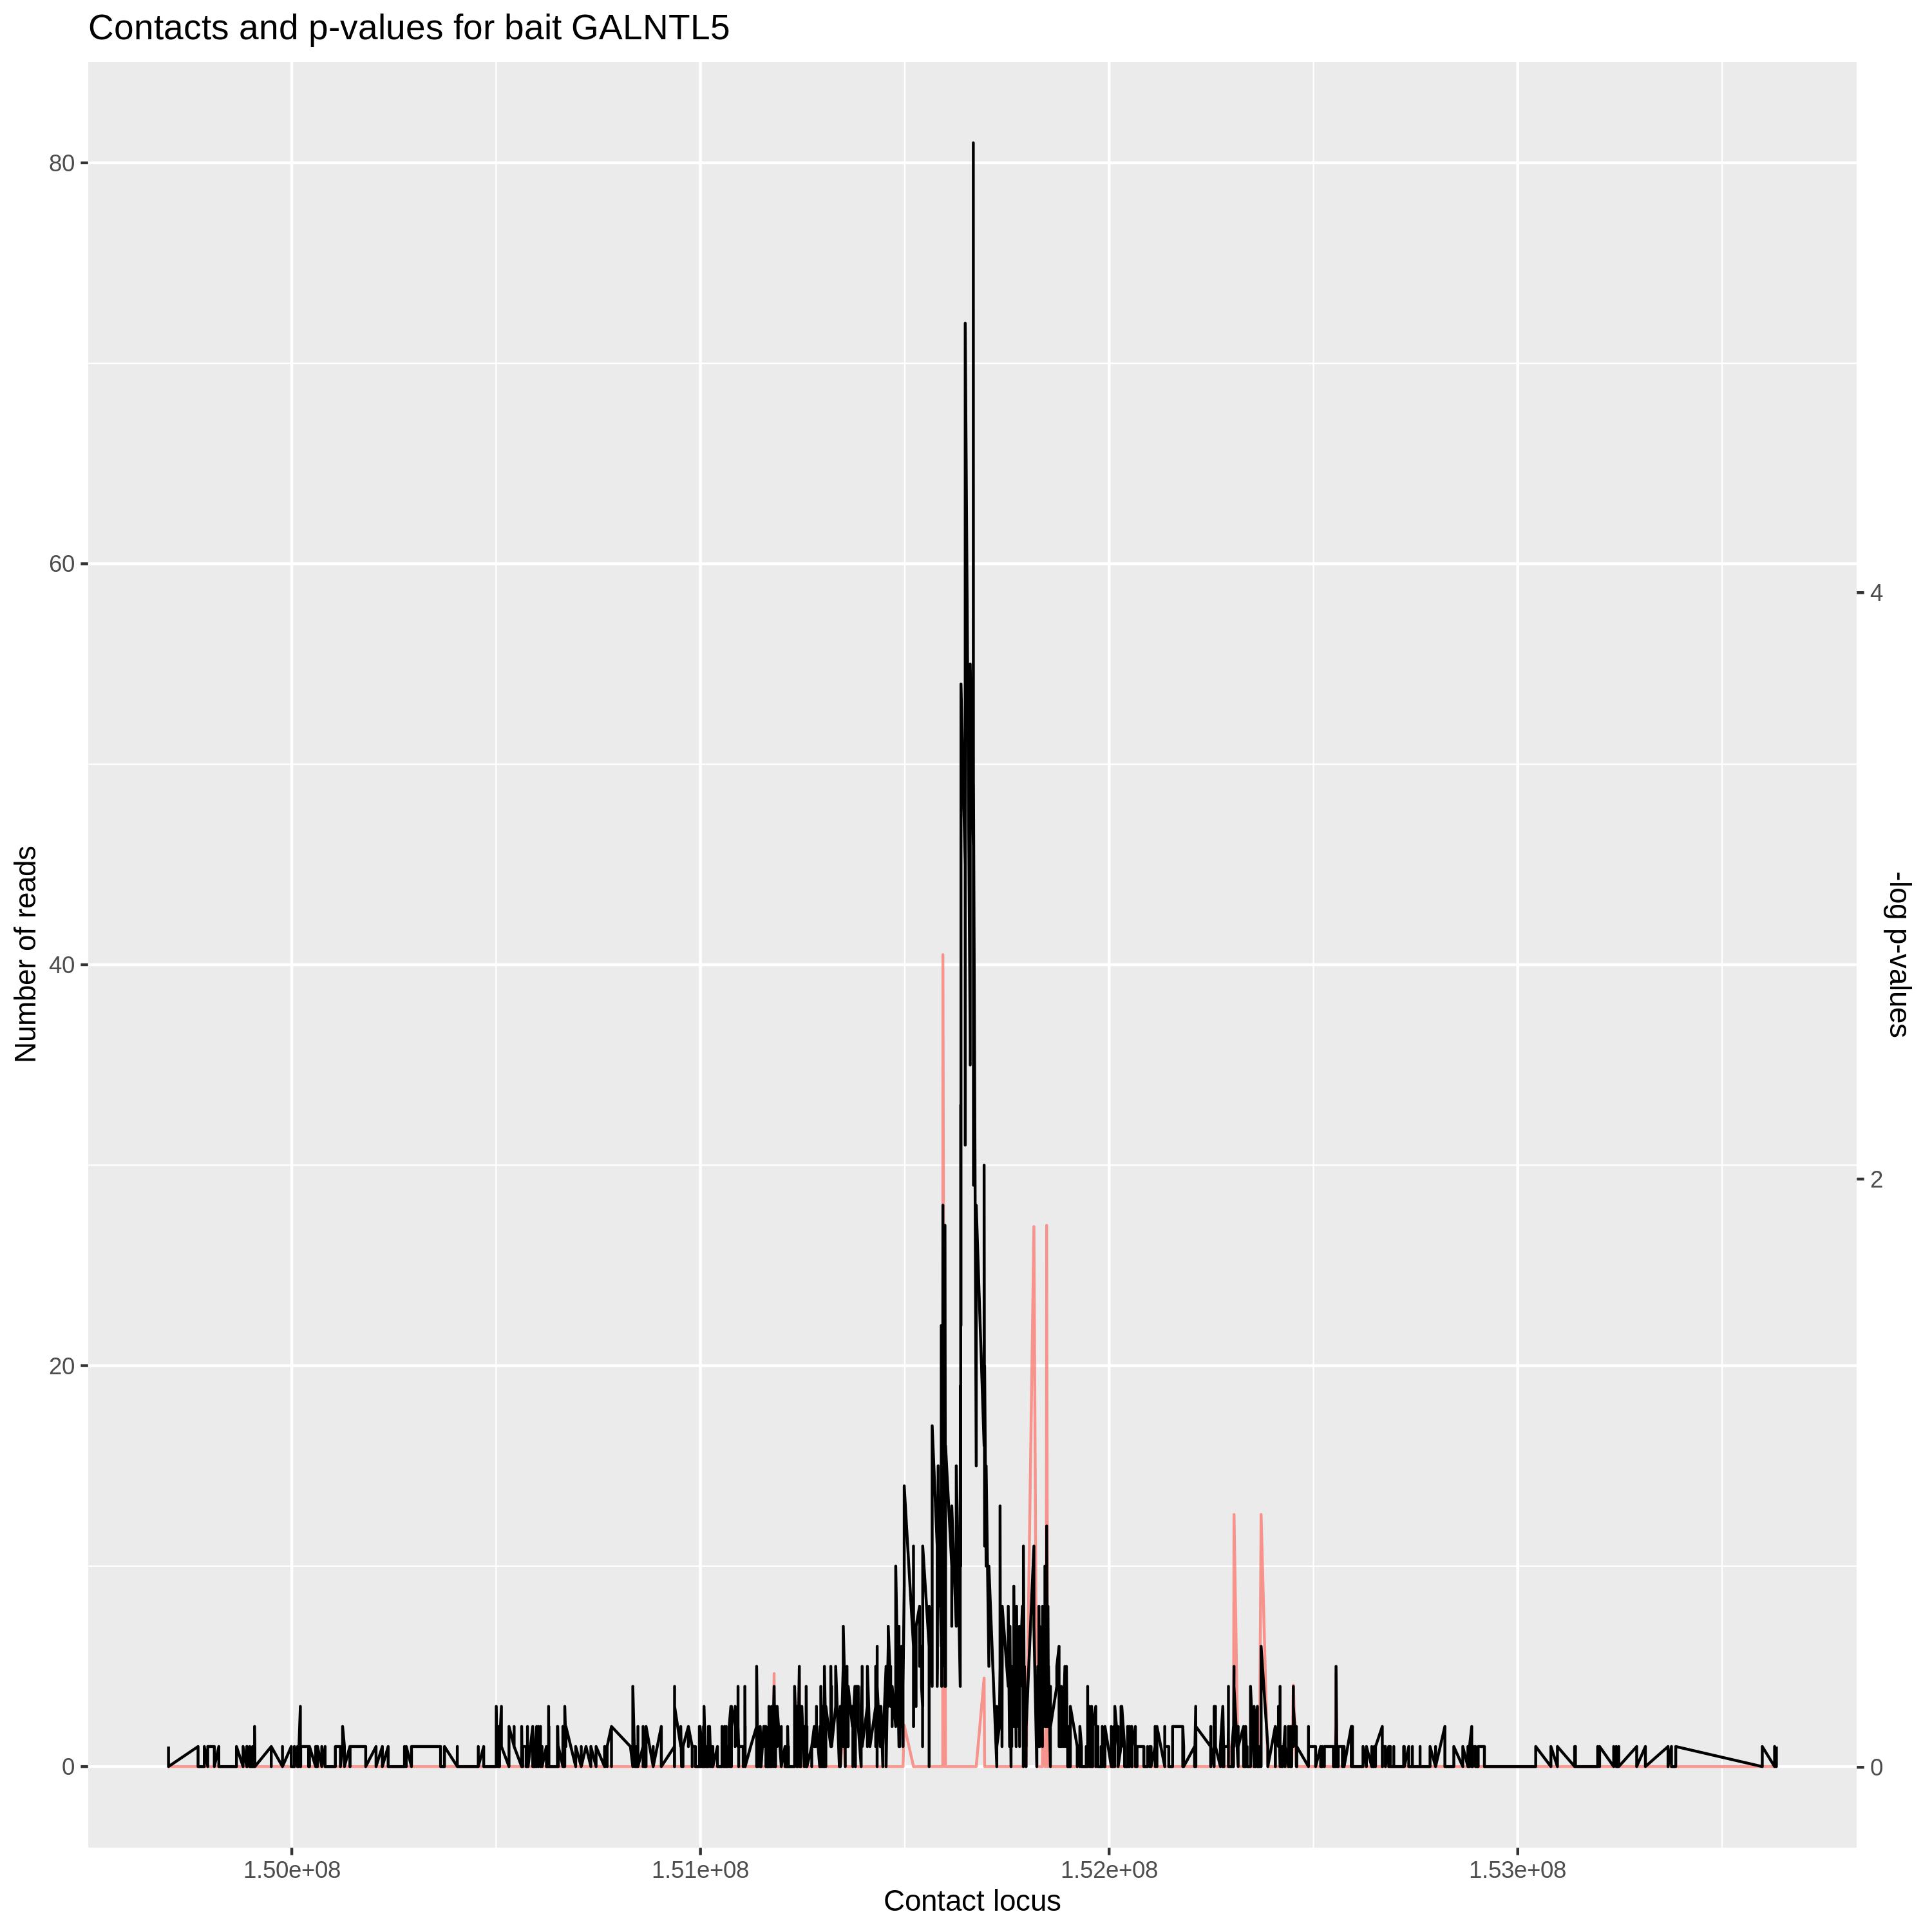 Contacts and p-values for bait GALNTL5
80
60
40
20
0
Number of reads
4
2
0
-log p-values
1.50e+08 1.51e+08 1.52e+08 1.53e+08
Contact locus